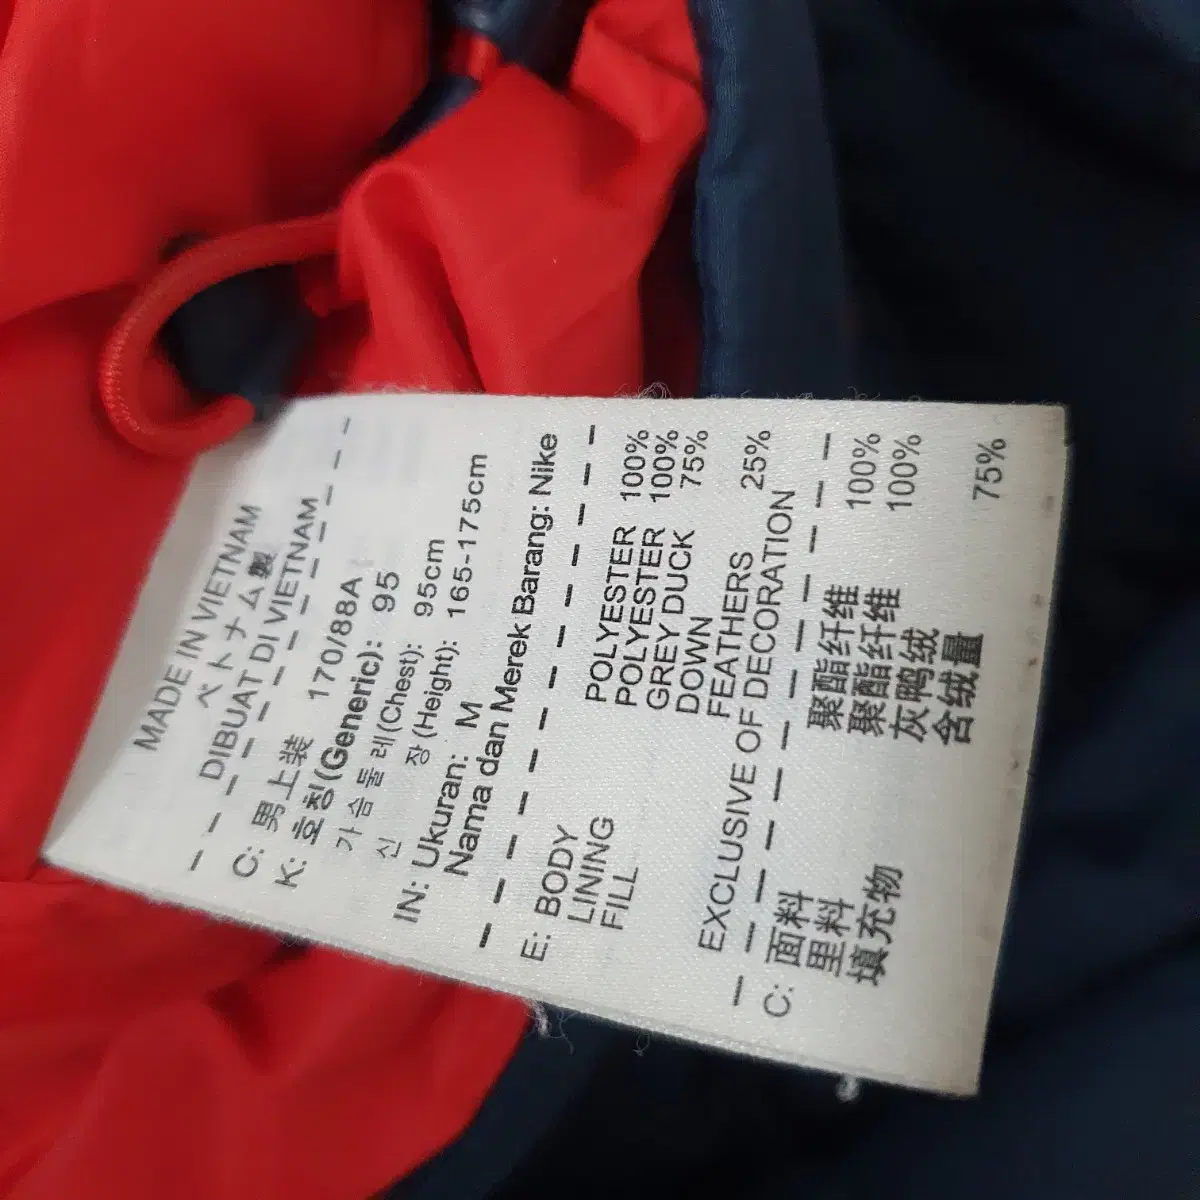 MADE IN VIETNAM
ベトナム製
DIBUAT DI VIETNAM
C: 男上装 170/88A
K: 호칭(Generic): 95
가슴둘레(Chest): 95cm
신 장(Height): 165-175cm
IN: Ukuran: M
Nama dan Merek Barang: Nike
E: BODY POLYESTER 100%
LINING POLYESTER 100%
FILL GREY DUCK 75%
DOWN
FEATHERS 25%
EXCLUSIVE OF DECORATION
C: 面料 聚酯纤维 100%
里料 聚酯纤维 100%
填充物 灰鸭绒
含绒量 75%